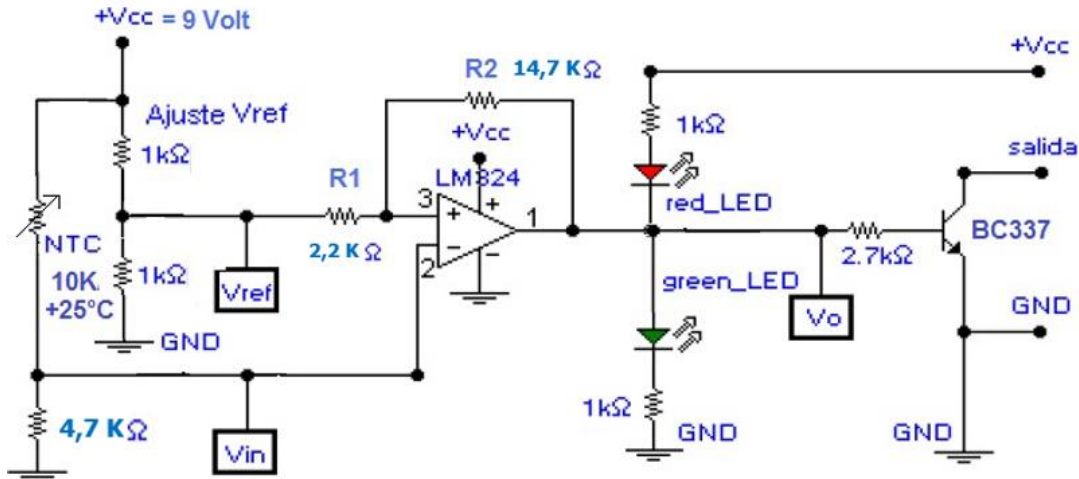 +Vcc = 9 Volt
R2 14,7 KΩ
+Vcc
Ajuste Vref
+Vcc
1kΩ
1kΩ
salida
R1
LM324
3
+
+
red_LED
1
BC337
NTC
2,2 KΩ
−
−
2
2.7kΩ
10K
+25°C
1kΩ
Vref
green_LED
Vo
GND
GND
1kΩ
4,7 KΩ
Vin
GND
GND